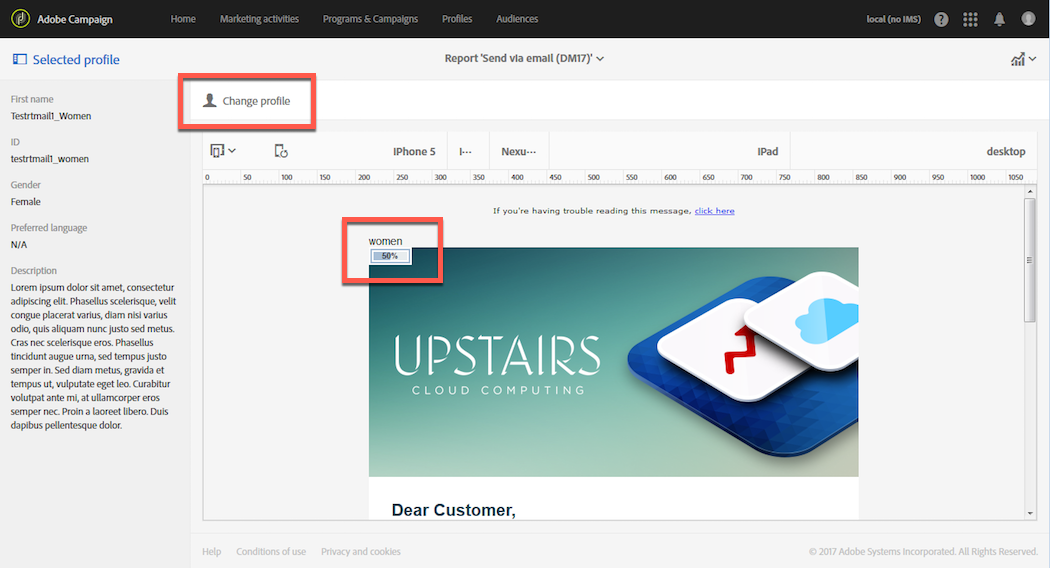 Adobe Campaign
Home
Marketing activities
Programs & Campaigns
Profiles
Audiences
local (no IMS)
?
Selected profile
Report 'Send via email (DM17)'
First name
Testrtmail1_Women
ID
testrtmail1_women
Gender
Female
Preferred language
N/A
Description
Lorem ipsum dolor sit amet, consectetur
adipiscing elit. Phasellus scelerisque, velit
congue placerat varius, diam nisi varius
odio, quis aliquam nunc justo sed metus.
Cras nec scelerisque eros. Phasellus
tincidunt augue urna, sed tempus justo
semper in. Sed diam metus, gravida et
tempus ut, vulputate eget leo. Curabitur
volutpat ante mi, at ullamcorper eros
semper nec. Proin a laoreet libero. Duis
dapibus pellentesque dolor.
Change profile
IPhone 5
I···
Nexu···
IPad
desktop
0 50 100 150 200 250 300 350 400 450 500 550 600 650 700 750 800 850 900 950 1000 1050
If you're having trouble reading this message, click here
women
50%
UPSTAIRS
CLOUD COMPUTING
Dear Customer,
Help
Conditions of use
Privacy and cookies
© 2017 Adobe Systems Incorporated. All Rights Reserved.